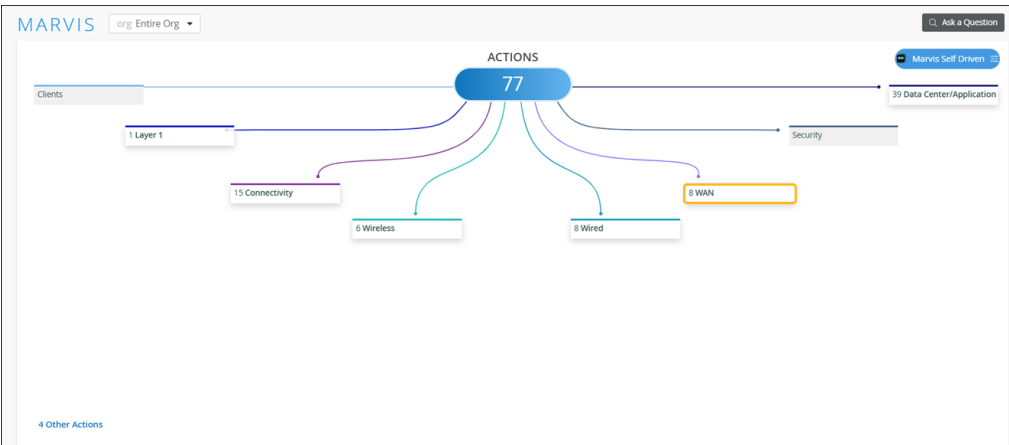 MARVIS
org Entire Org
Ask a Question
ACTIONS
77
Marvis Self Driven
Clients
39 Data Center/Application
1 Layer 1
Security
15 Connectivity
8 WAN
6 Wireless
8 Wired
4 Other Actions